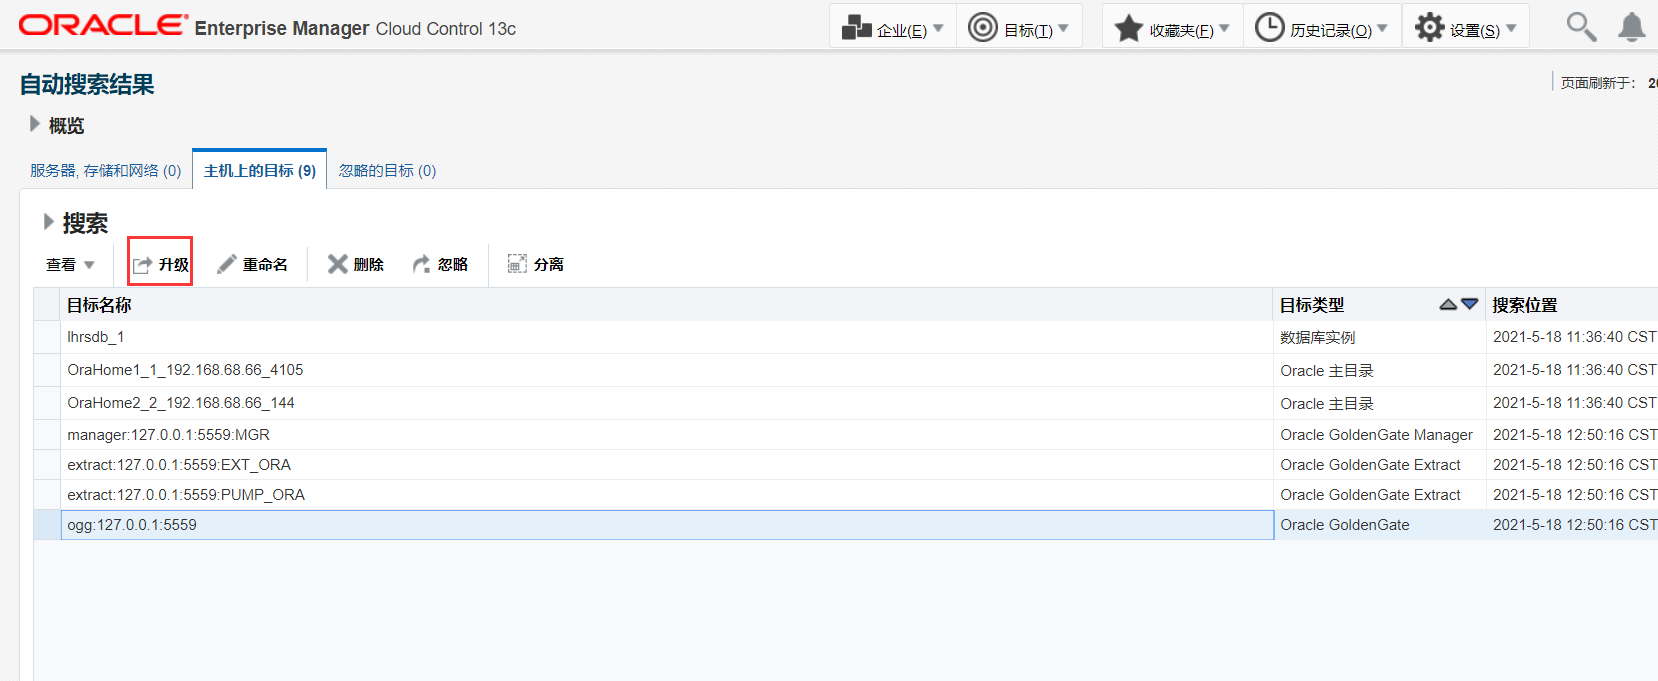 ORACLE Enterprise Manager Cloud Control 13c 企业(E) 目标(T) 收藏夹(F) 历史记录(O) 设置(S)
自动搜索结果 页面刷新于:
概览
服务器, 存储和网络 (0) 主机上的目标 (9) 忽略的目标 (0)
搜索
查看 升级 重命名 删除 忽略 分离
目标名称 目标类型 搜索位置
lhrsdb_1 数据库实例 2021-5-18 11:36:40 CST
OraHome1_1_192.168.68.66_4105 Oracle 主目录 2021-5-18 11:36:40 CST
OraHome2_2_192.168.68.66_144 Oracle 主目录 2021-5-18 11:36:40 CST
manager:127.0.0.1:5559:MGR Oracle GoldenGate Manager 2021-5-18 12:50:16 CST
extract:127.0.0.1:5559:EXT_ORA Oracle GoldenGate Extract 2021-5-18 12:50:16 CST
extract:127.0.0.1:5559:PUMP_ORA Oracle GoldenGate Extract 2021-5-18 12:50:16 CST
ogg:127.0.0.1:5559 Oracle GoldenGate 2021-5-18 12:50:16 CST